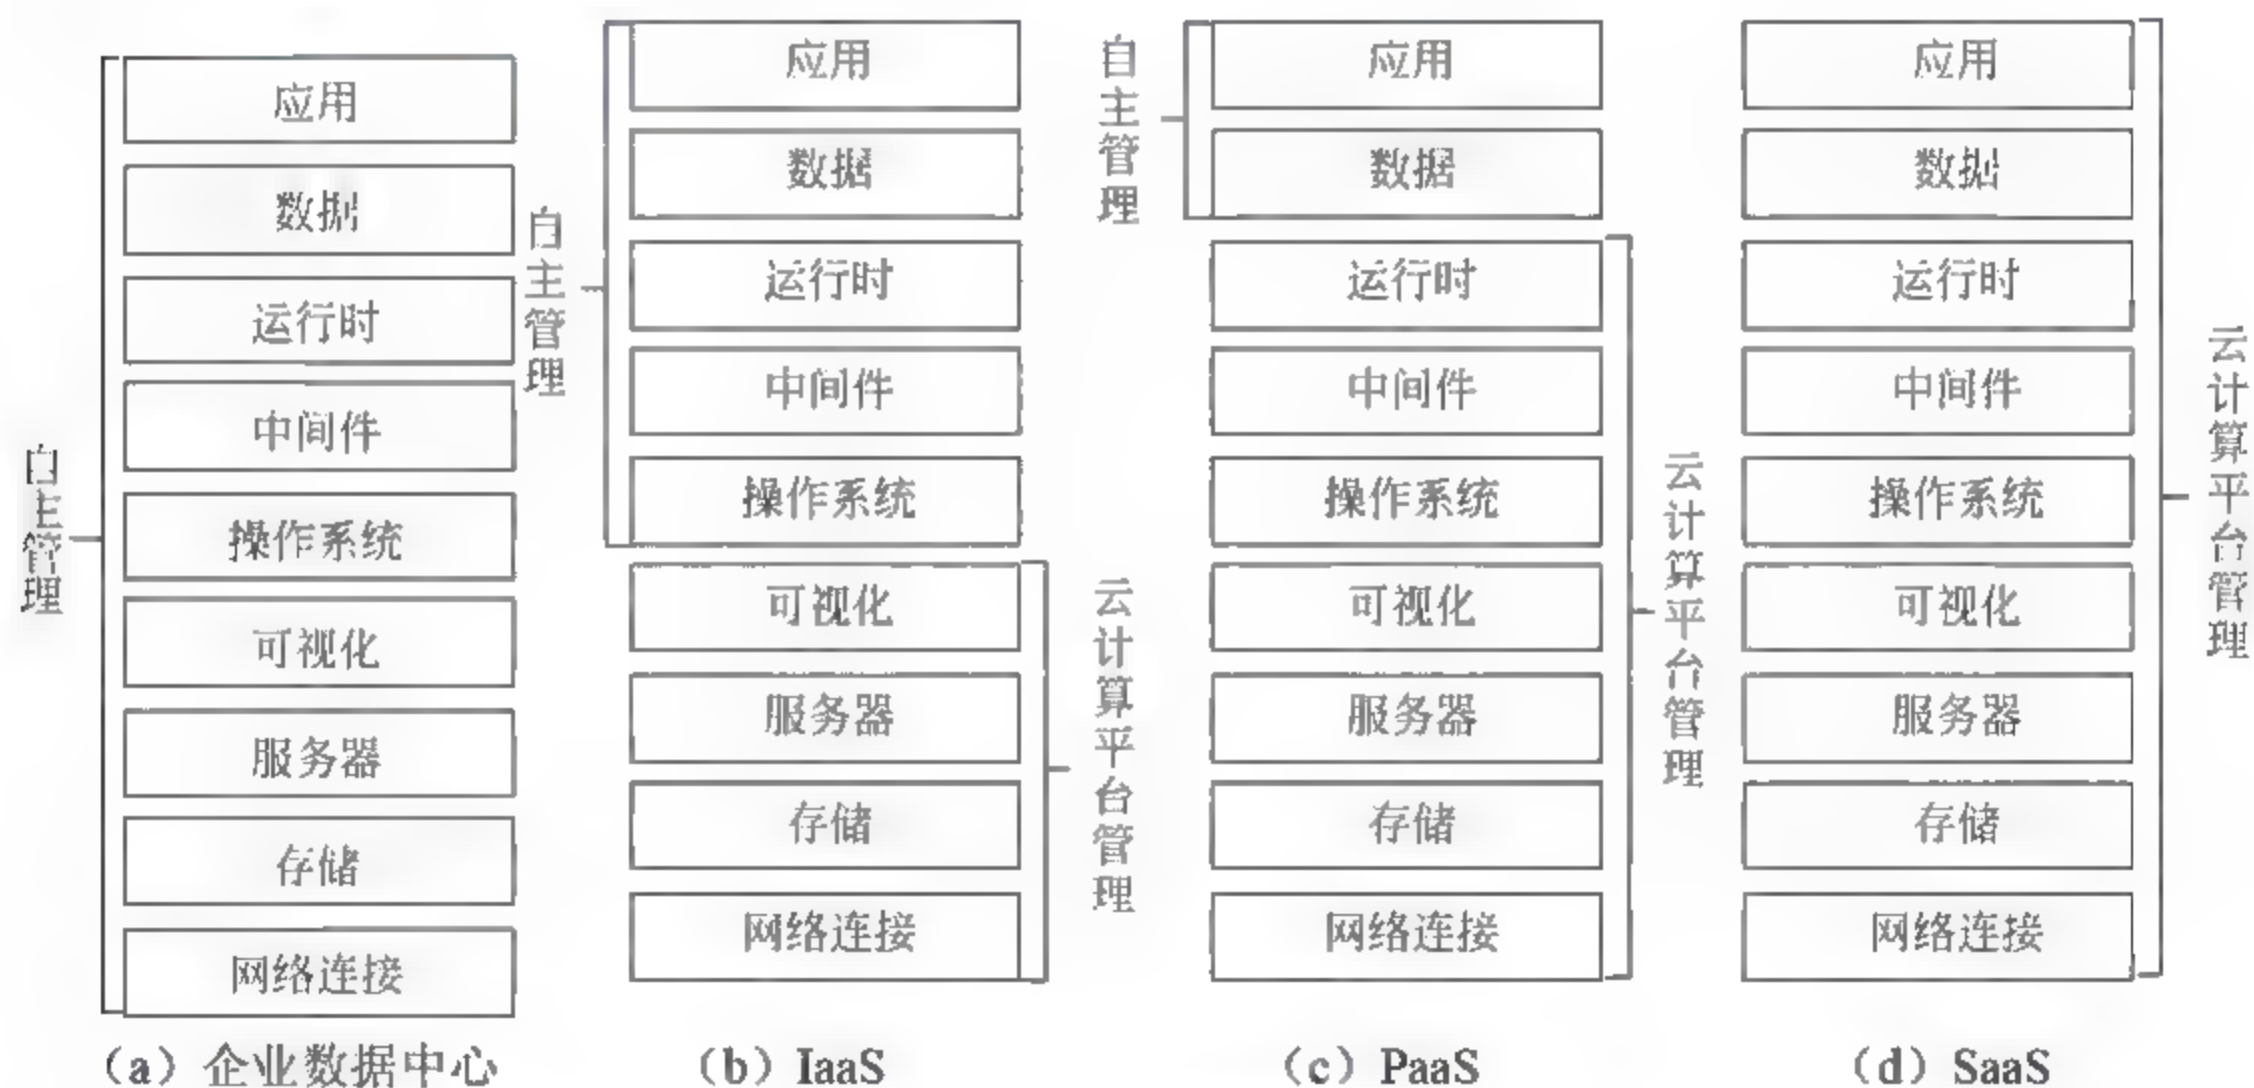 自主管理
应用
数据
运行时
中间件
操作系统
可视化
服务器
存储
网络连接
(a) 企业数据中心
自主管理
应用
数据
运行时
中间件
操作系统
可视化
服务器
存储
网络连接
云计算平台管理
(b) IaaS
自主管理
应用
数据
运行时
中间件
操作系统
可视化
服务器
存储
网络连接
云计算平台管理
(c) PaaS
应用
数据
运行时
中间件
操作系统
可视化
服务器
存储
网络连接
云计算平台管理
(d) SaaS